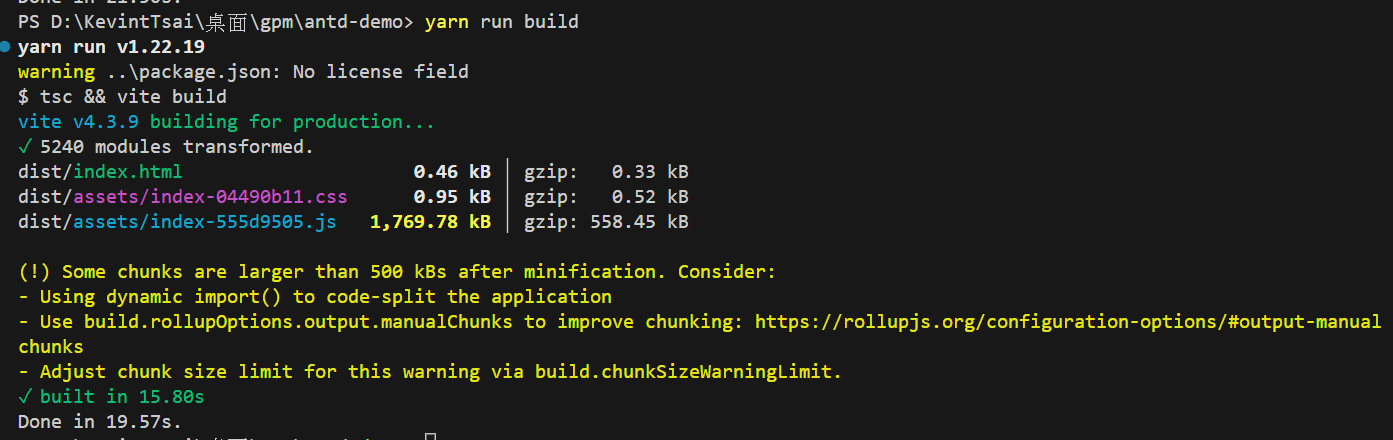 PS D:\KevintTsai\桌面\gpm\antd-demo> yarn run build
yarn run v1.22.19
warning ..\package.json: No license field
$ tsc && vite build
vite v4.3.9 building for production...
✓ 5240 modules transformed.
dist/index.html                   0.46 kB │ gzip:   0.33 kB
dist/assets/index-04490b11.css      0.95 kB │ gzip:   0.52 kB
dist/assets/index-555d9505.js   1,769.78 kB │ gzip: 558.45 kB
(!) Some chunks are larger than 500 kBs after minification. Consider:
- Using dynamic import() to code-split the application
- Use build.rollupOptions.output.manualChunks to improve chunking: https://rollupjs.org/configuration-options/#output-manual
chunks
- Adjust chunk size limit for this warning via build.chunkSizeWarningLimit.
✓ built in 15.80s
Done in 19.57s.